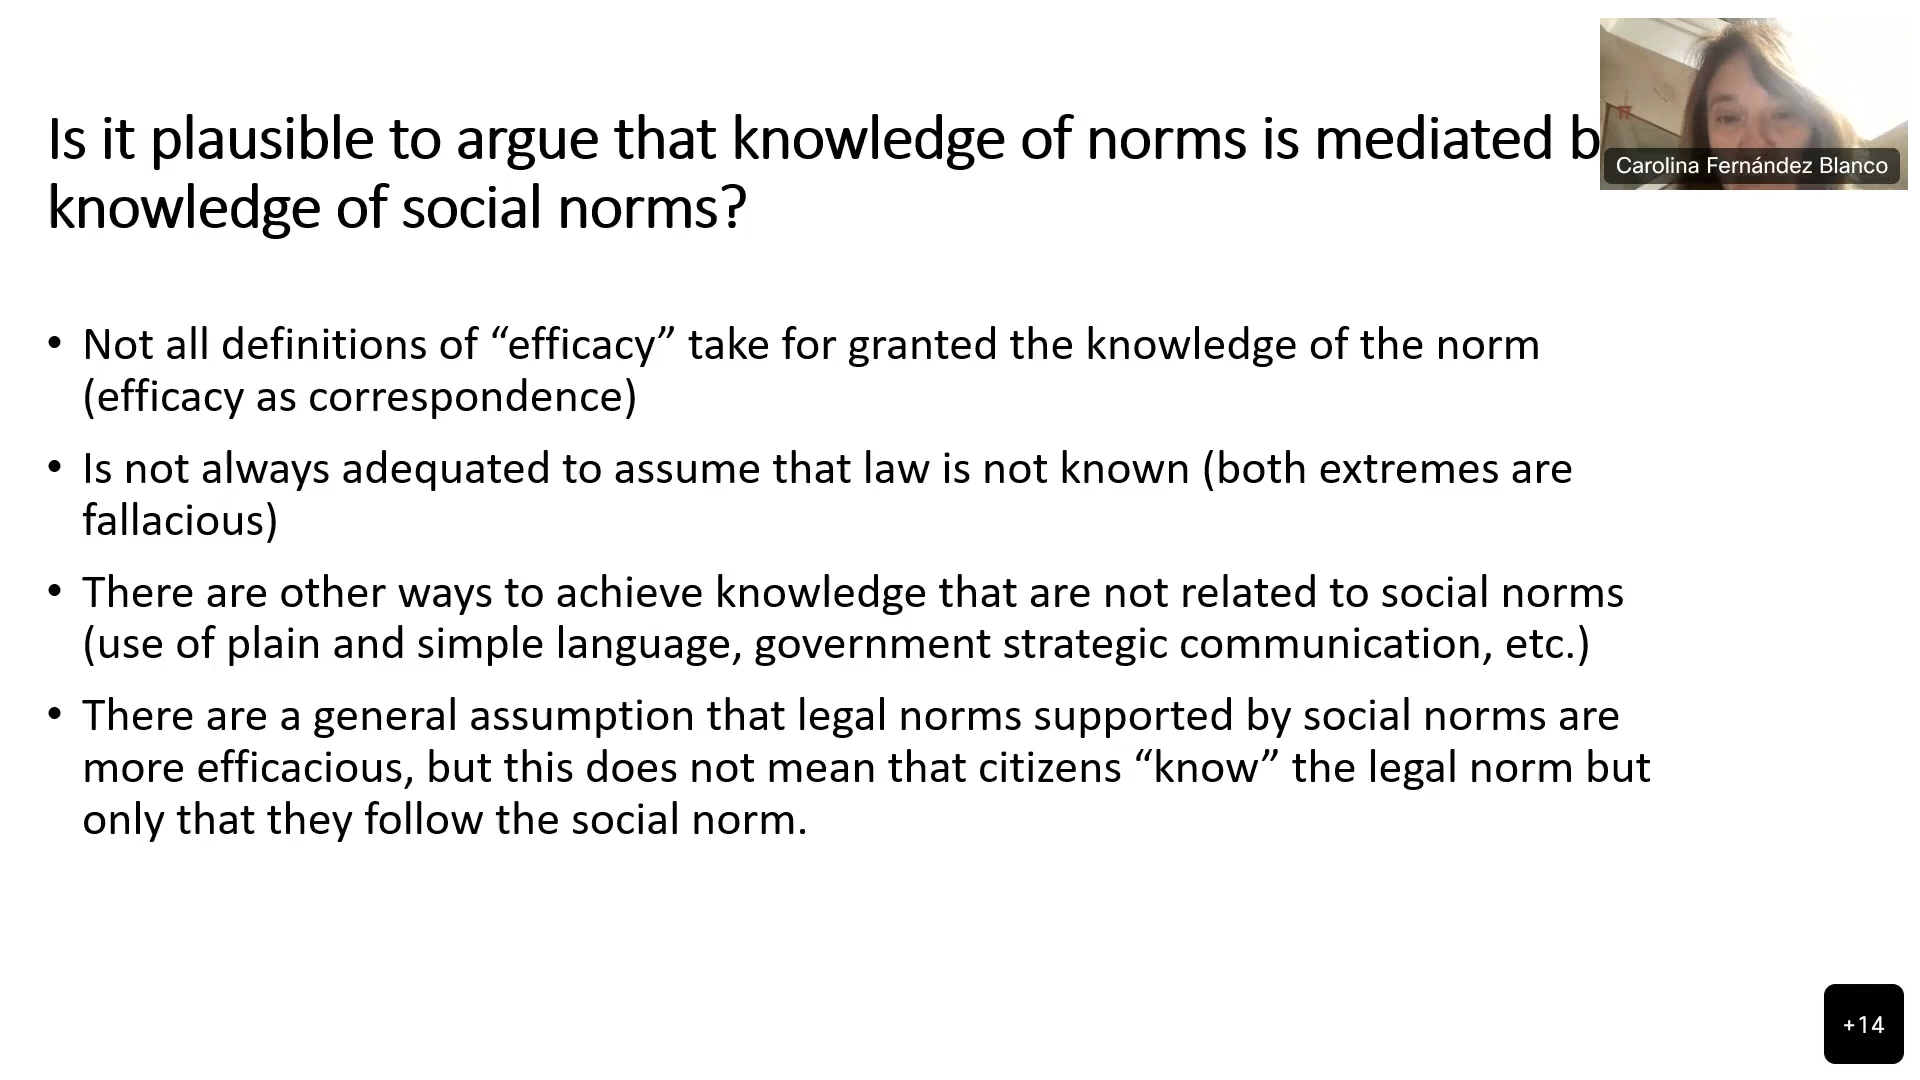 Is it plausible to argue that knowledge of norms is mediated b
knowledge of social norms?
Carolina Fernández Blanco
• Not all definitions of “efficacy” take for granted the knowledge of the norm
(efficacy as correspondence)
• Is not always adequated to assume that law is not known (both extremes are
fallacious)
• There are other ways to achieve knowledge that are not related to social norms
(use of plain and simple language, government strategic communication, etc.)
• There are a general assumption that legal norms supported by social norms are
more efficacious, but this does not mean that citizens “know” the legal norm but
only that they follow the social norm.
+14